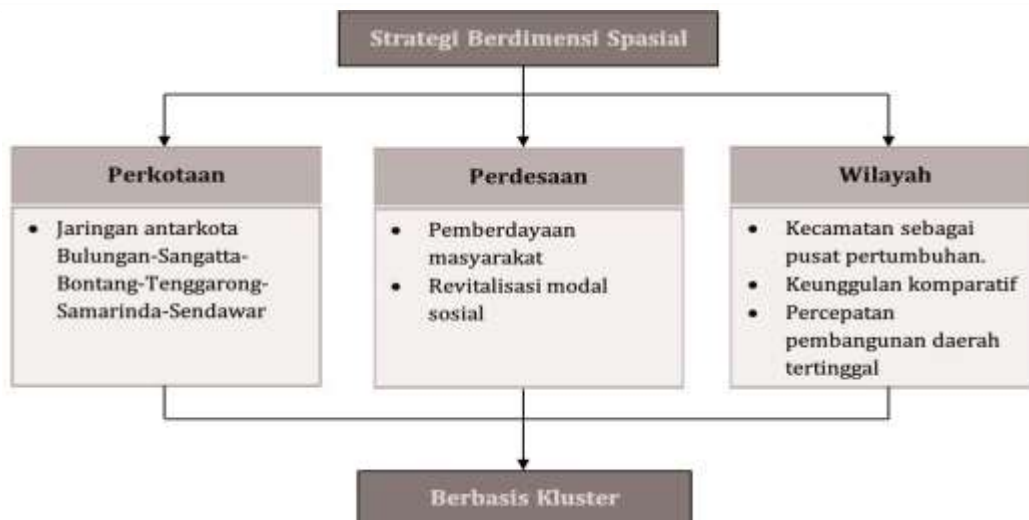 Strategi Berdimensi Spasial
Perkotaan
• Jaringan antarkota
Bulungan-Sangatta-
Bontang-Tenggarong-
Samarinda-Sendawar
Perdesaan
• Pemberdayaan
masyarakat
• Revitalisasi modal
sosial
Wilayah
• Kecamatan sebagai
pusat pertumbuhan.
• Keunggulan komparatif
• Percepatan
pembangunan daerah
tertinggal
Berbasis Kluster